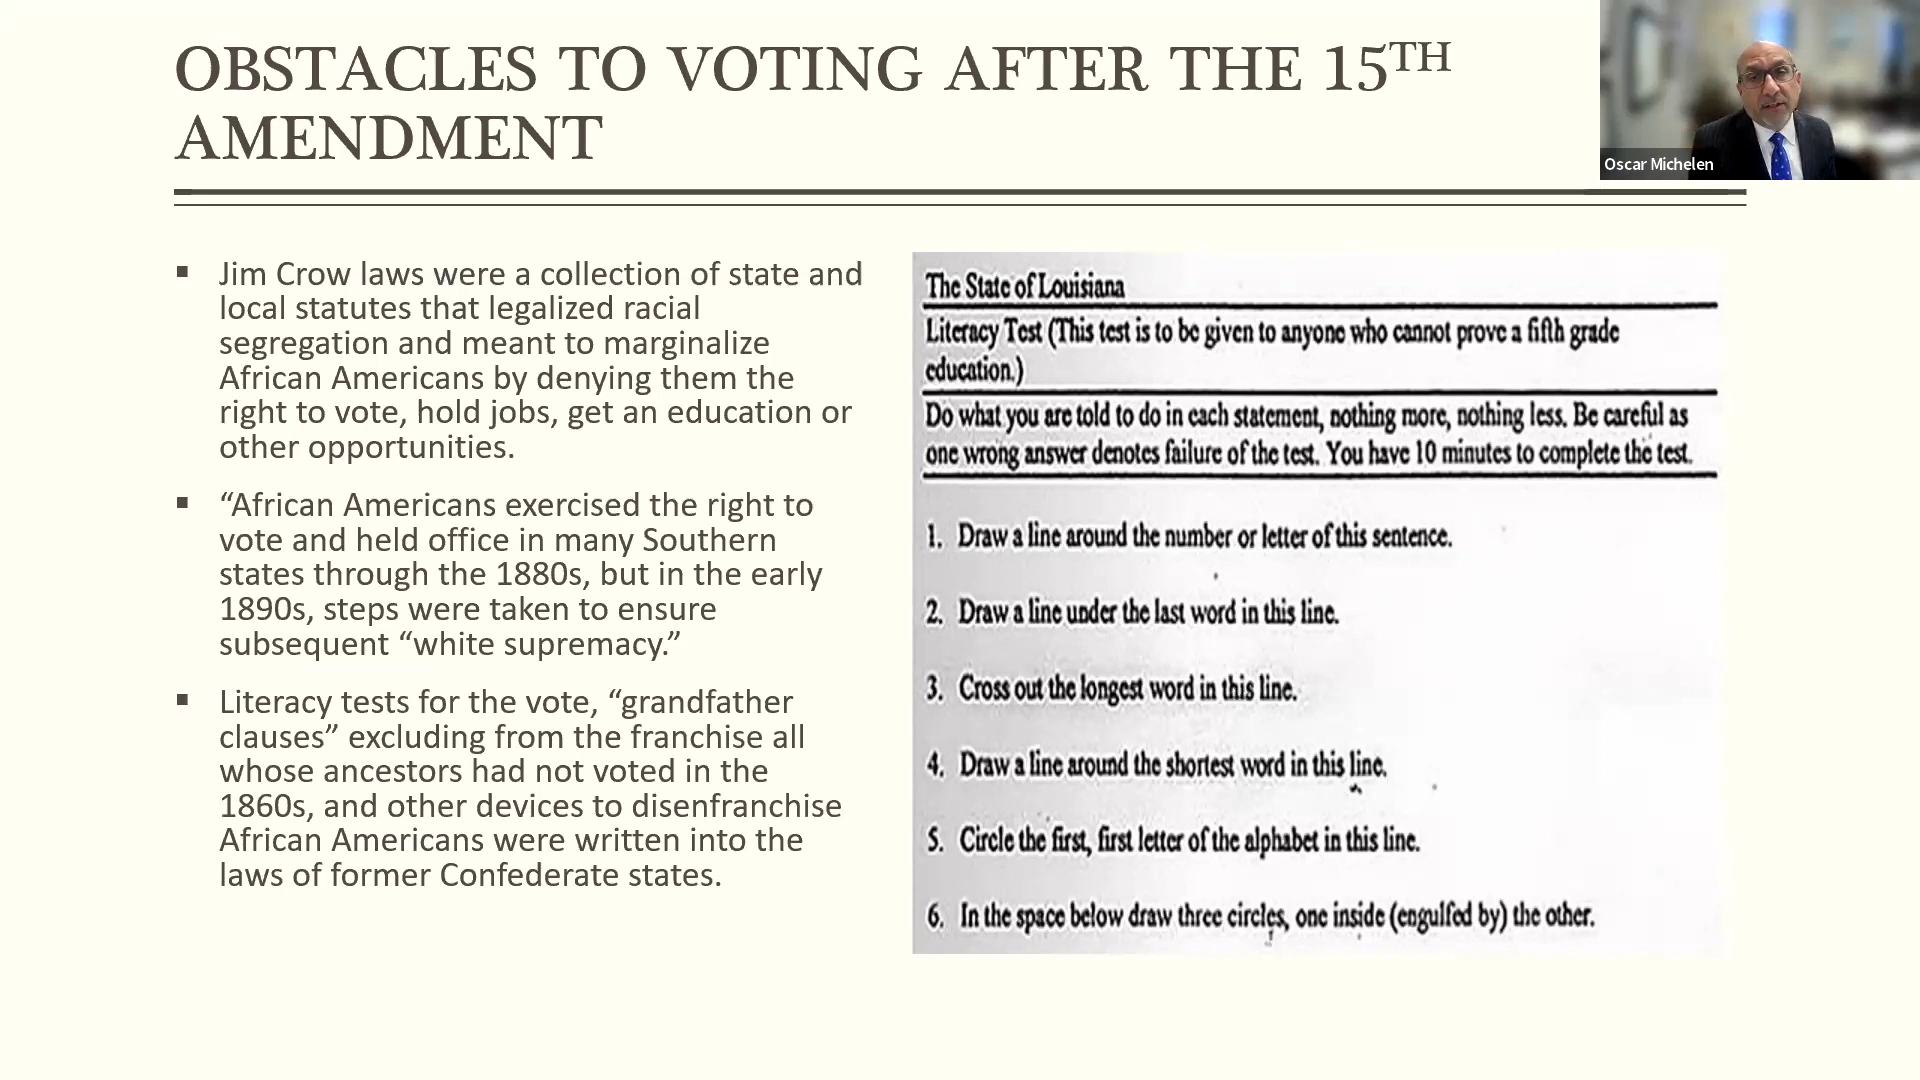 OBSTACLES TO VOTING AFTER THE 15TH
AMENDMENT
Oscar Michelen
▪ Jim Crow laws were a collection of state and
local statutes that legalized racial
segregation and meant to marginalize
African Americans by denying them the
right to vote, hold jobs, get an education or
other opportunities.
▪ “African Americans exercised the right to
vote and held office in many Southern
states through the 1880s, but in the early
1890s, steps were taken to ensure
subsequent “white supremacy.”
▪ Literacy tests for the vote, “grandfather
clauses” excluding from the franchise all
whose ancestors had not voted in the
1860s, and other devices to disenfranchise
African Americans were written into the
laws of former Confederate states.
The State of Louisiana
Literacy Test (This test is to be given to anyone who cannot prove a fifth grade
education.)
Do what you are told to do in each statement, nothing more, nothing less. Be careful as
one wrong answer denotes failure of the test. You have 10 minutes to complete the test.
1. Draw a line around the number or letter of this sentence.
2. Draw a line under the last word in this line.
3. Cross out the longest word in this line.
4. Draw a line around the shortest word in this line.
5. Circle the first, first letter of the alphabet in this line.
6. In the space below draw three circles, one inside (engulfed by) the other.